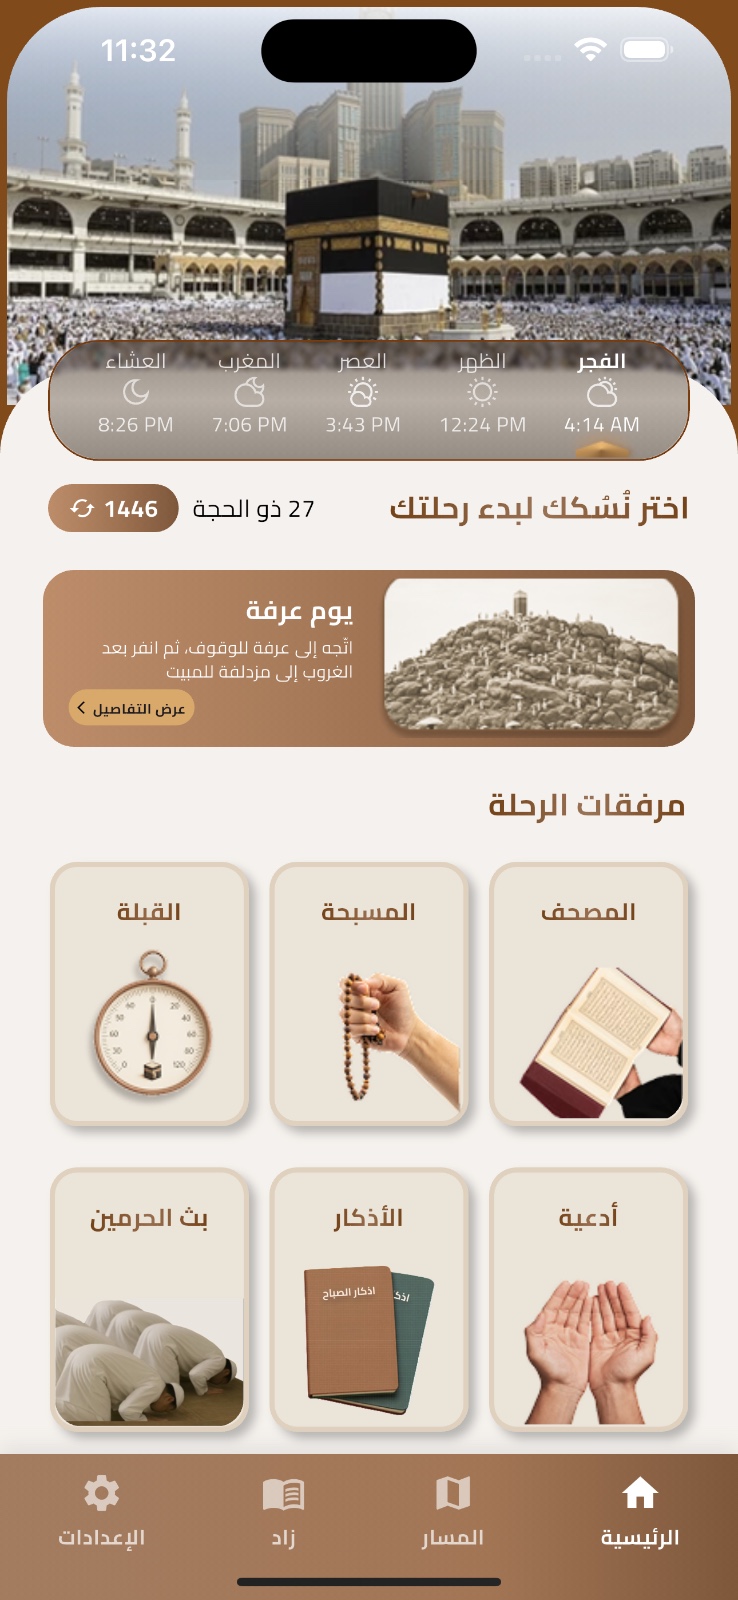 11:32
الفجر الظهر العصر المغرب العشاء
4:14 AM 12:24 PM 3:43 PM 7:06 PM 8:26 PM
اختر نُسُكك لبدء رحلتك
27 ذو الحجة 1446
يوم عرفة
اتّجه إلى عرفة للوقوف، ثم انفر بعد
الغروب إلى مزدلفة للمبيت
عرض التفاصيل
مرفقات الرحلة
المصحف المسبحة القبلة
أدعية الأذكار بث الحرمين
اذكار الصباح
الرئيسية المسار زاد الإعدادات